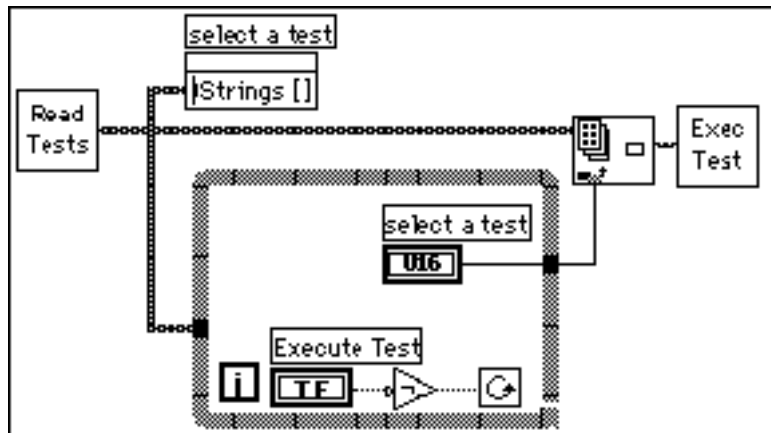 select a test
Strings []
Read
Tests
Exec
Test
select a test
U16
Execute Test
i
TF